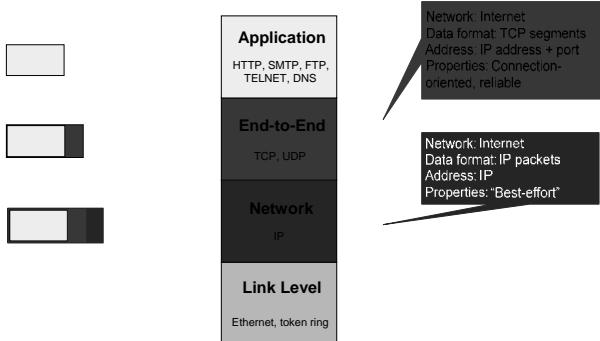 Application
HTTP, SMTP, FTP,
TELNET, DNS
End-to-End
TCP, UDP
Network
IP
Link Level
Ethernet, token ring
Network: Internet
Data format: TCP segments
Address: IP address + port
Properties: Connection-
oriented, reliable
Network: Internet
Data format: IP packets
Address: IP
Properties: “Best-effort”